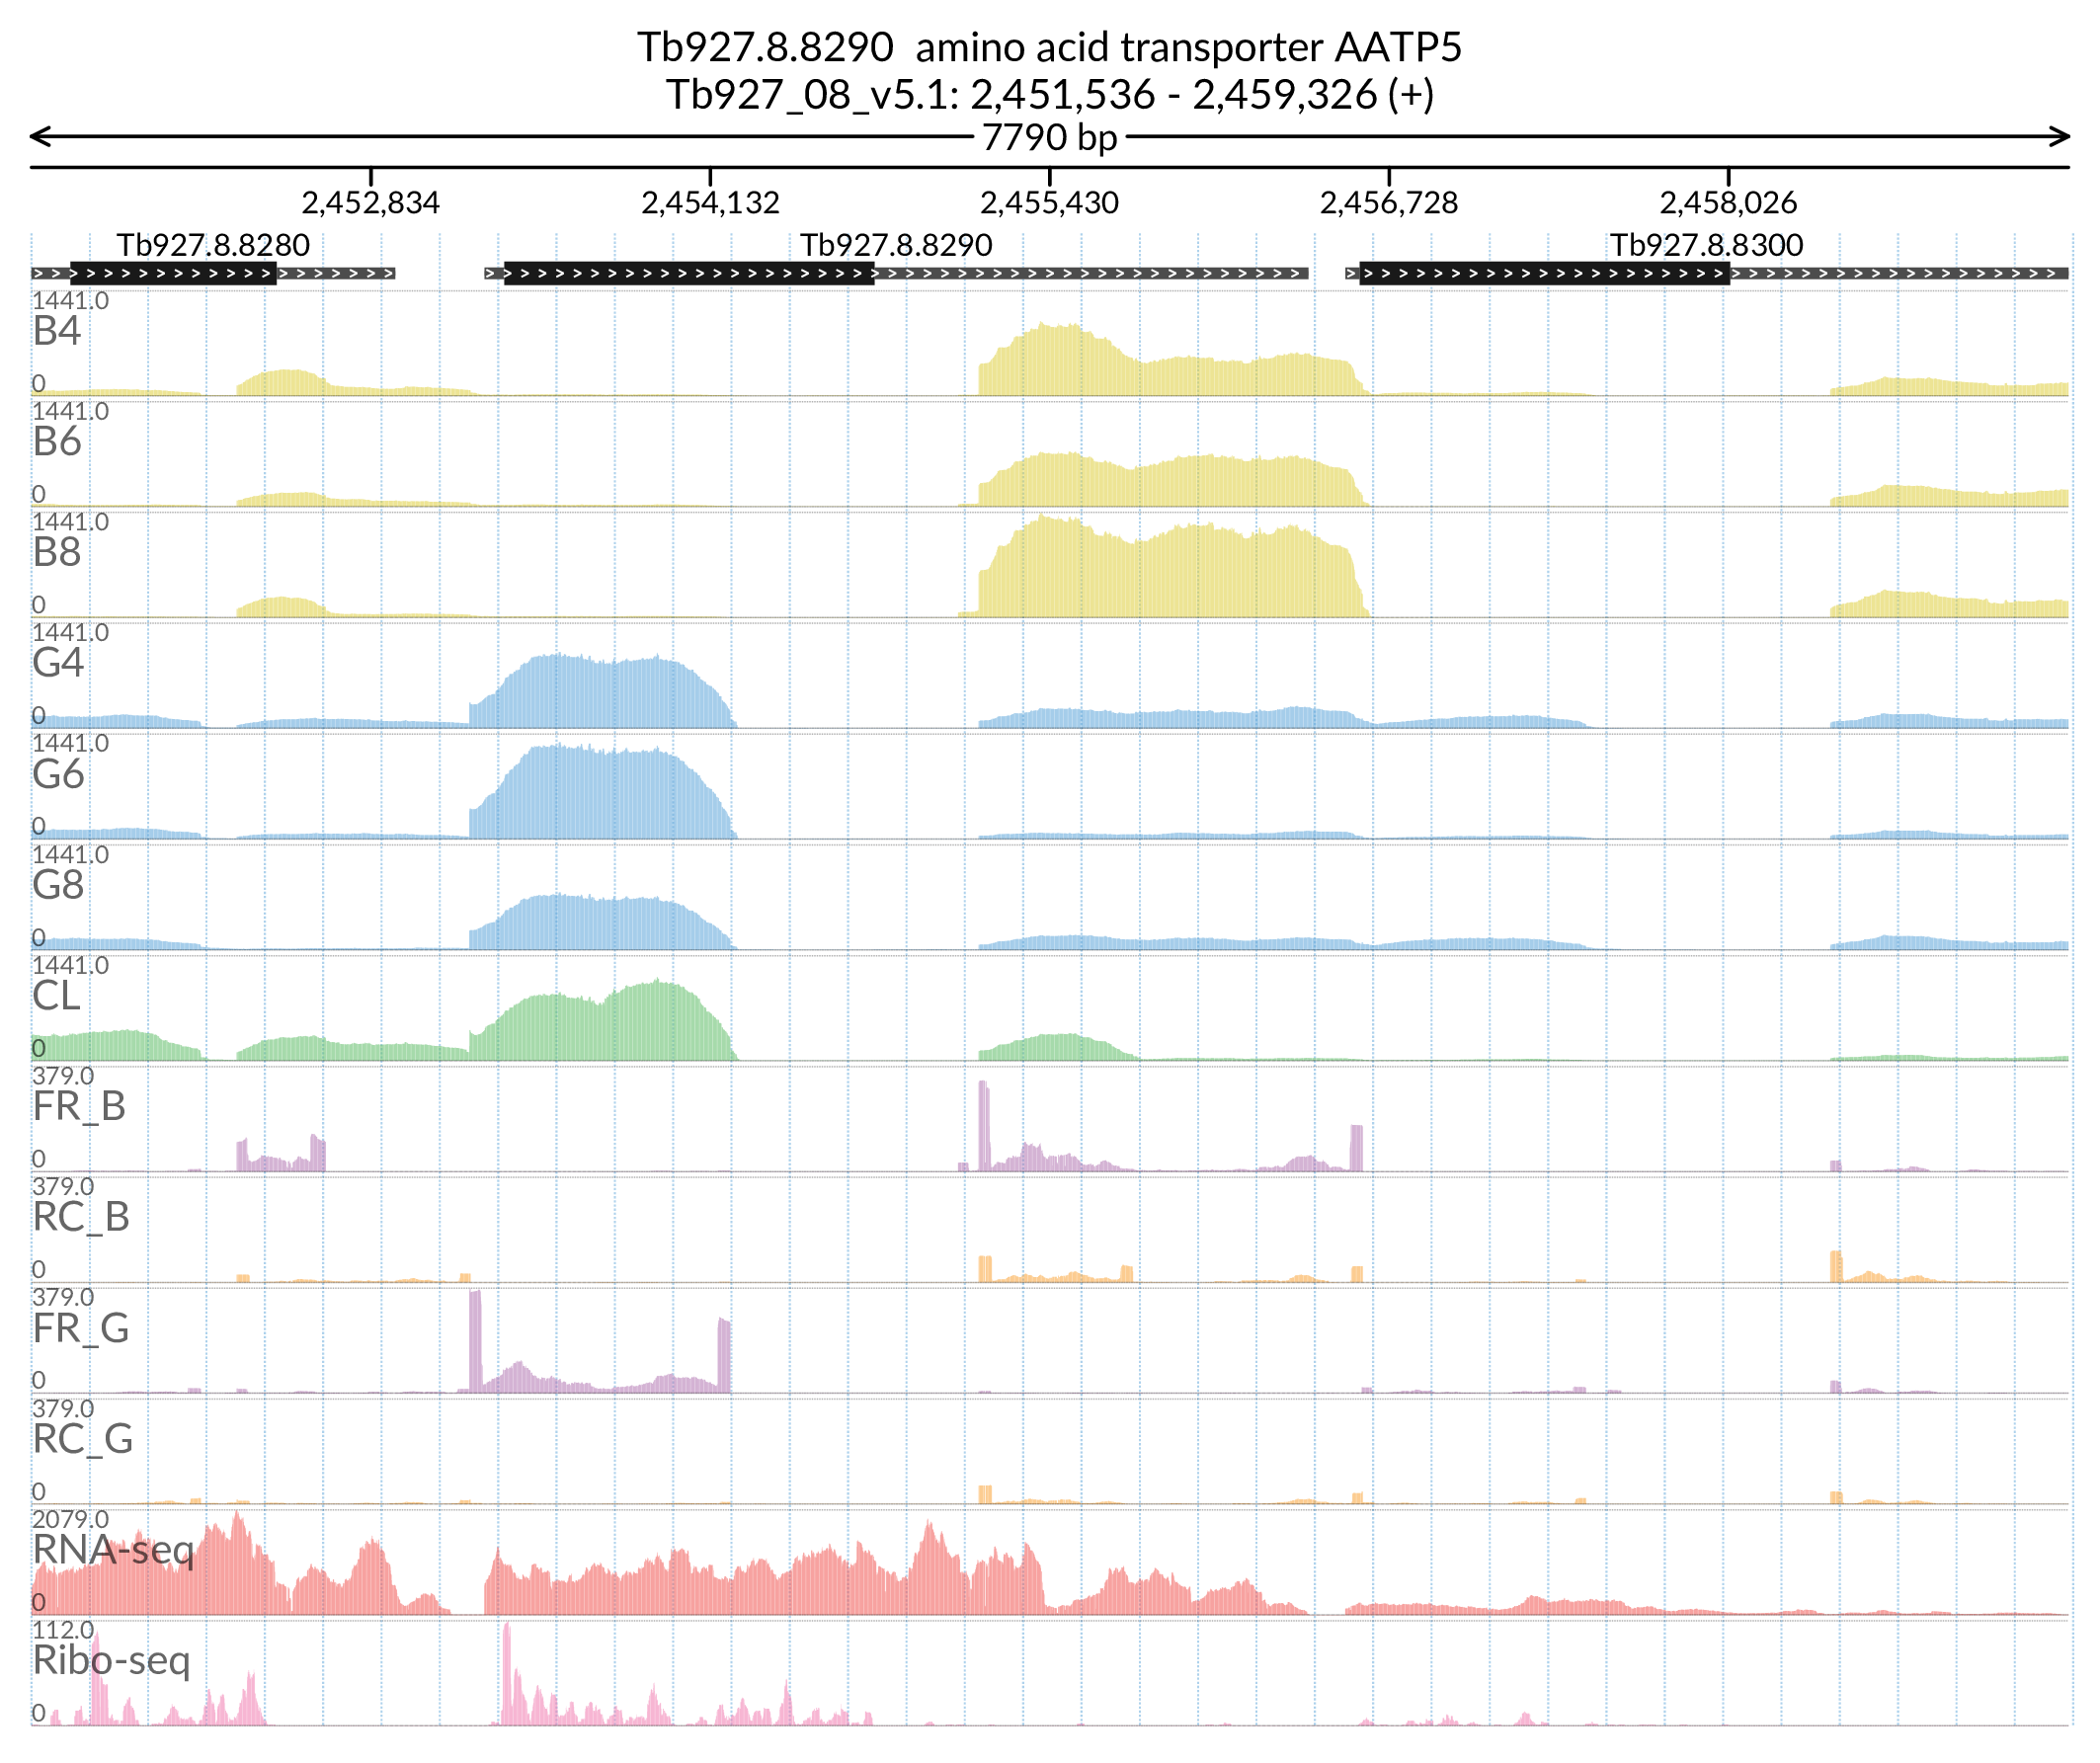 Tb927.8.8290 amino acid transporter AATP5
Tb927_08_v5.1: 2,451,536 - 2,459,326 (+)
7790 bp
2,452,834 2,454,132 2,455,430 2,456,728 2,458,026
Tb927.8.8280 Tb927.8.8290 Tb927.8.8300
1441.0
B4
0
1441.0
B6
0
1441.0
B8
0
1441.0
G4
0
1441.0
G6
0
1441.0
G8
0
1441.0
CL
0
379.0
FR_B
0
379.0
RC_B
0
379.0
FR_G
0
379.0
RC_G
0
2079.0
RNA-seq
0
112.0
Ribo-seq
0